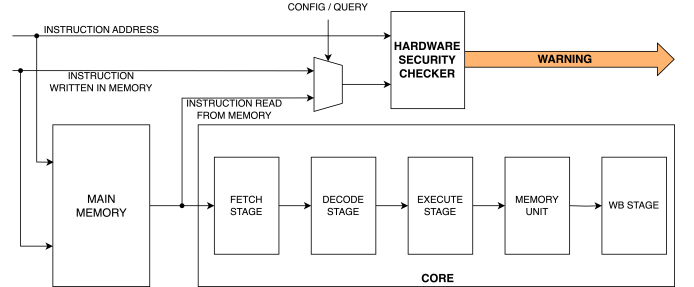 CONFIG / QUERY
INSTRUCTION ADDRESS
HARDWARE
SECURITY
CHECKER
WARNING
INSTRUCTION
WRITTEN IN MEMORY
INSTRUCTION READ
FROM MEMORY
MAIN
MEMORY
FETCH
STAGE
DECODE
STAGE
EXECUTE
STAGE
MEMORY
UNIT
WB STAGE
CORE